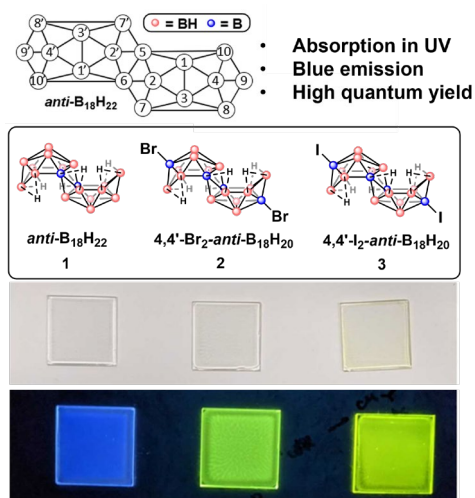 = BH = B
8' 7'
3'
9' 4' 2' 5 10
1' 1
10' 6 2 4 9
3
7 8
anti-B18H22
• Absorption in UV
• Blue emission
• High quantum yield
Br I
H H H H H H
H H H H H H
H H H
Br I
anti-B18H22 4,4'-Br2-anti-B18H20 4,4'-I2-anti-B18H20
1 2 3